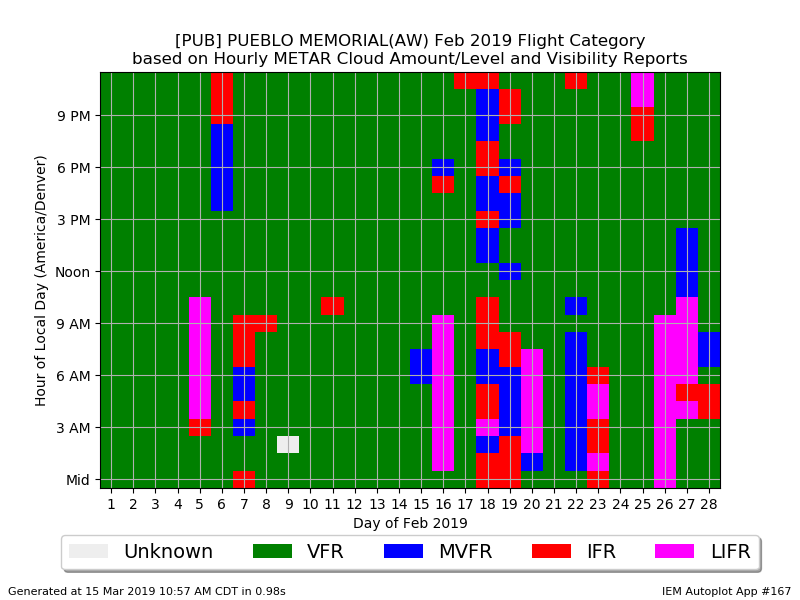 [PUB] PUEBLO MEMORIAL(AW) Feb 2019 Flight Category
based on Hourly METAR Cloud Amount/Level and Visibility Reports
Hour of Local Day (America/Denver)
9 PM
6 PM
3 PM
Noon
9 AM
6 AM
3 AM
Mid
1 2 3 4 5 6 7 8 9 10 11 12 13 14 15 16 17 18 19 20 21 22 23 24 25 26 27 28
Day of Feb 2019
Unknown VFR MVFR IFR LIFR
Generated at 15 Mar 2019 10:57 AM CDT in 0.98s
IEM Autoplot App #167